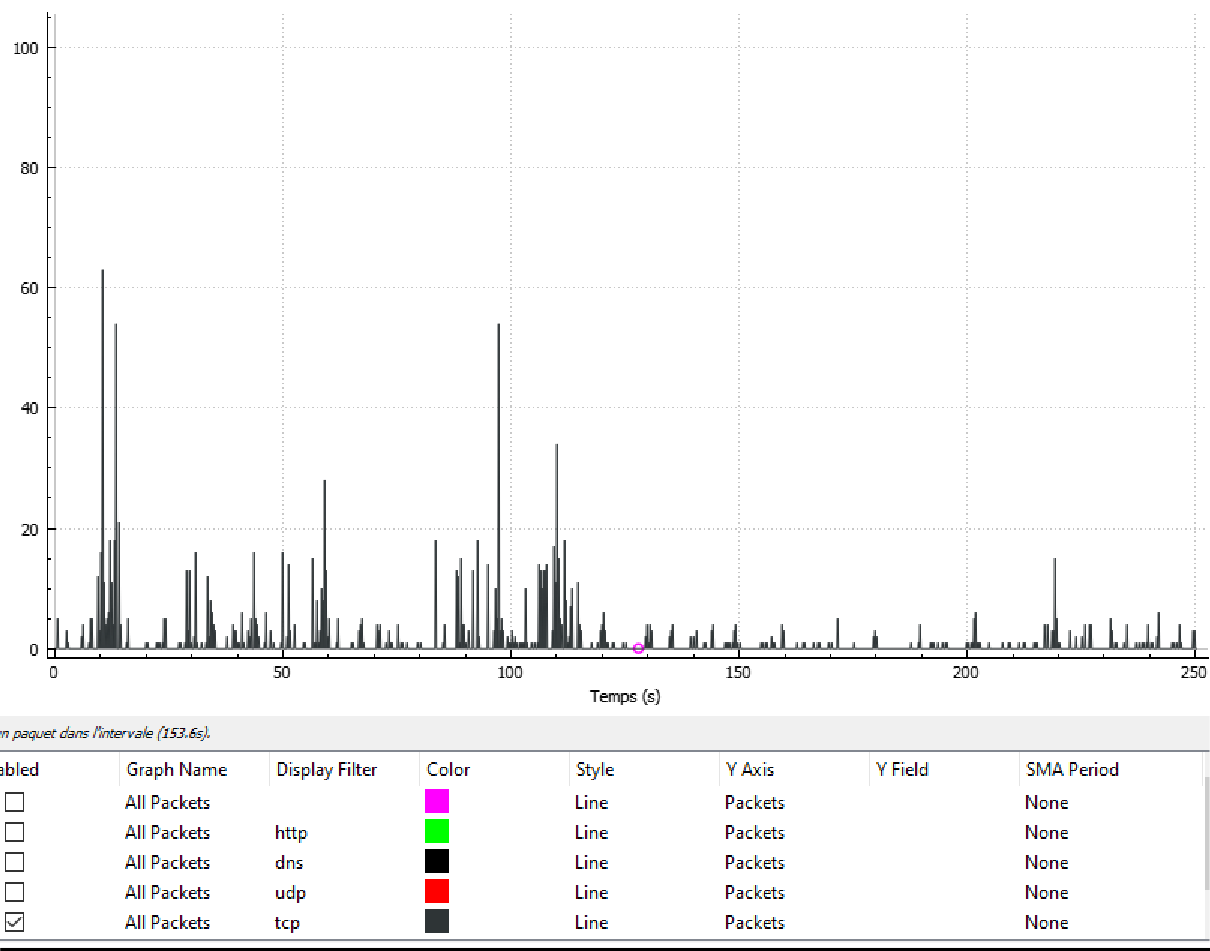 100
80
60
40
20
0
0 50 100 150 200 250
Temps (s)
n paquet dans l'intervale (153.6s).
abled Graph Name Display Filter Color Style Y Axis Y Field SMA Period
All Packets Line Packets None
All Packets http Line Packets None
All Packets dns Line Packets None
All Packets udp Line Packets None
All Packets tcp Line Packets None